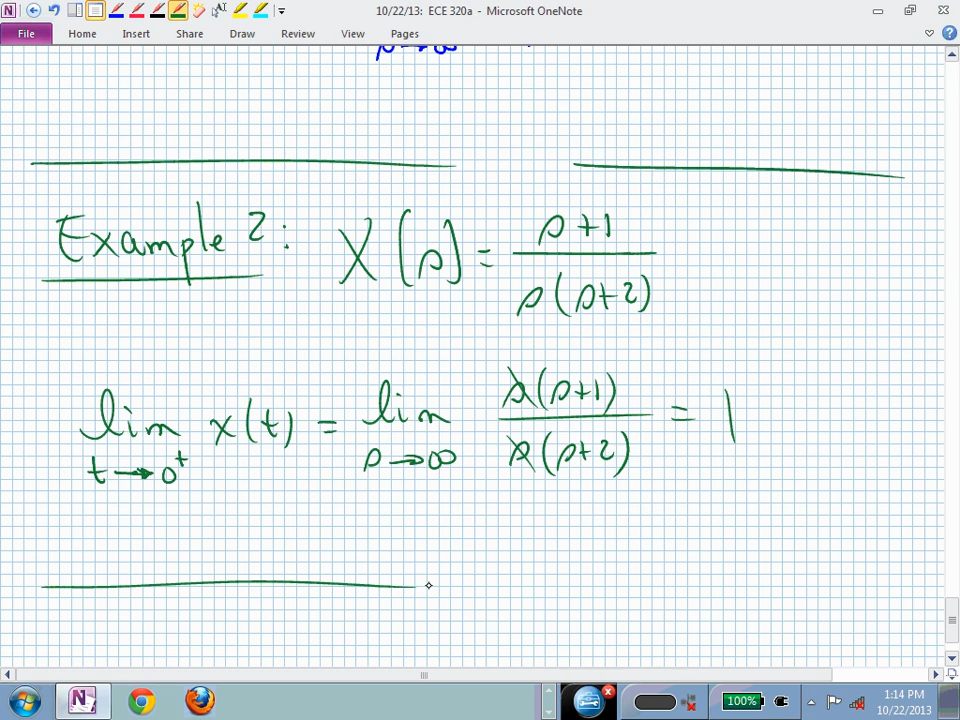 10/22/13: ECE 320a - Microsoft OneNote
File Home Insert Share Draw Review View Pages
s→∞
Example 2: X(s) = s+1 / s(s+2)
lim t→0⁺ x(t) = lim s→∞ s(s+1) / s(s+2) = 1
100% 1:14 PM
10/22/2013